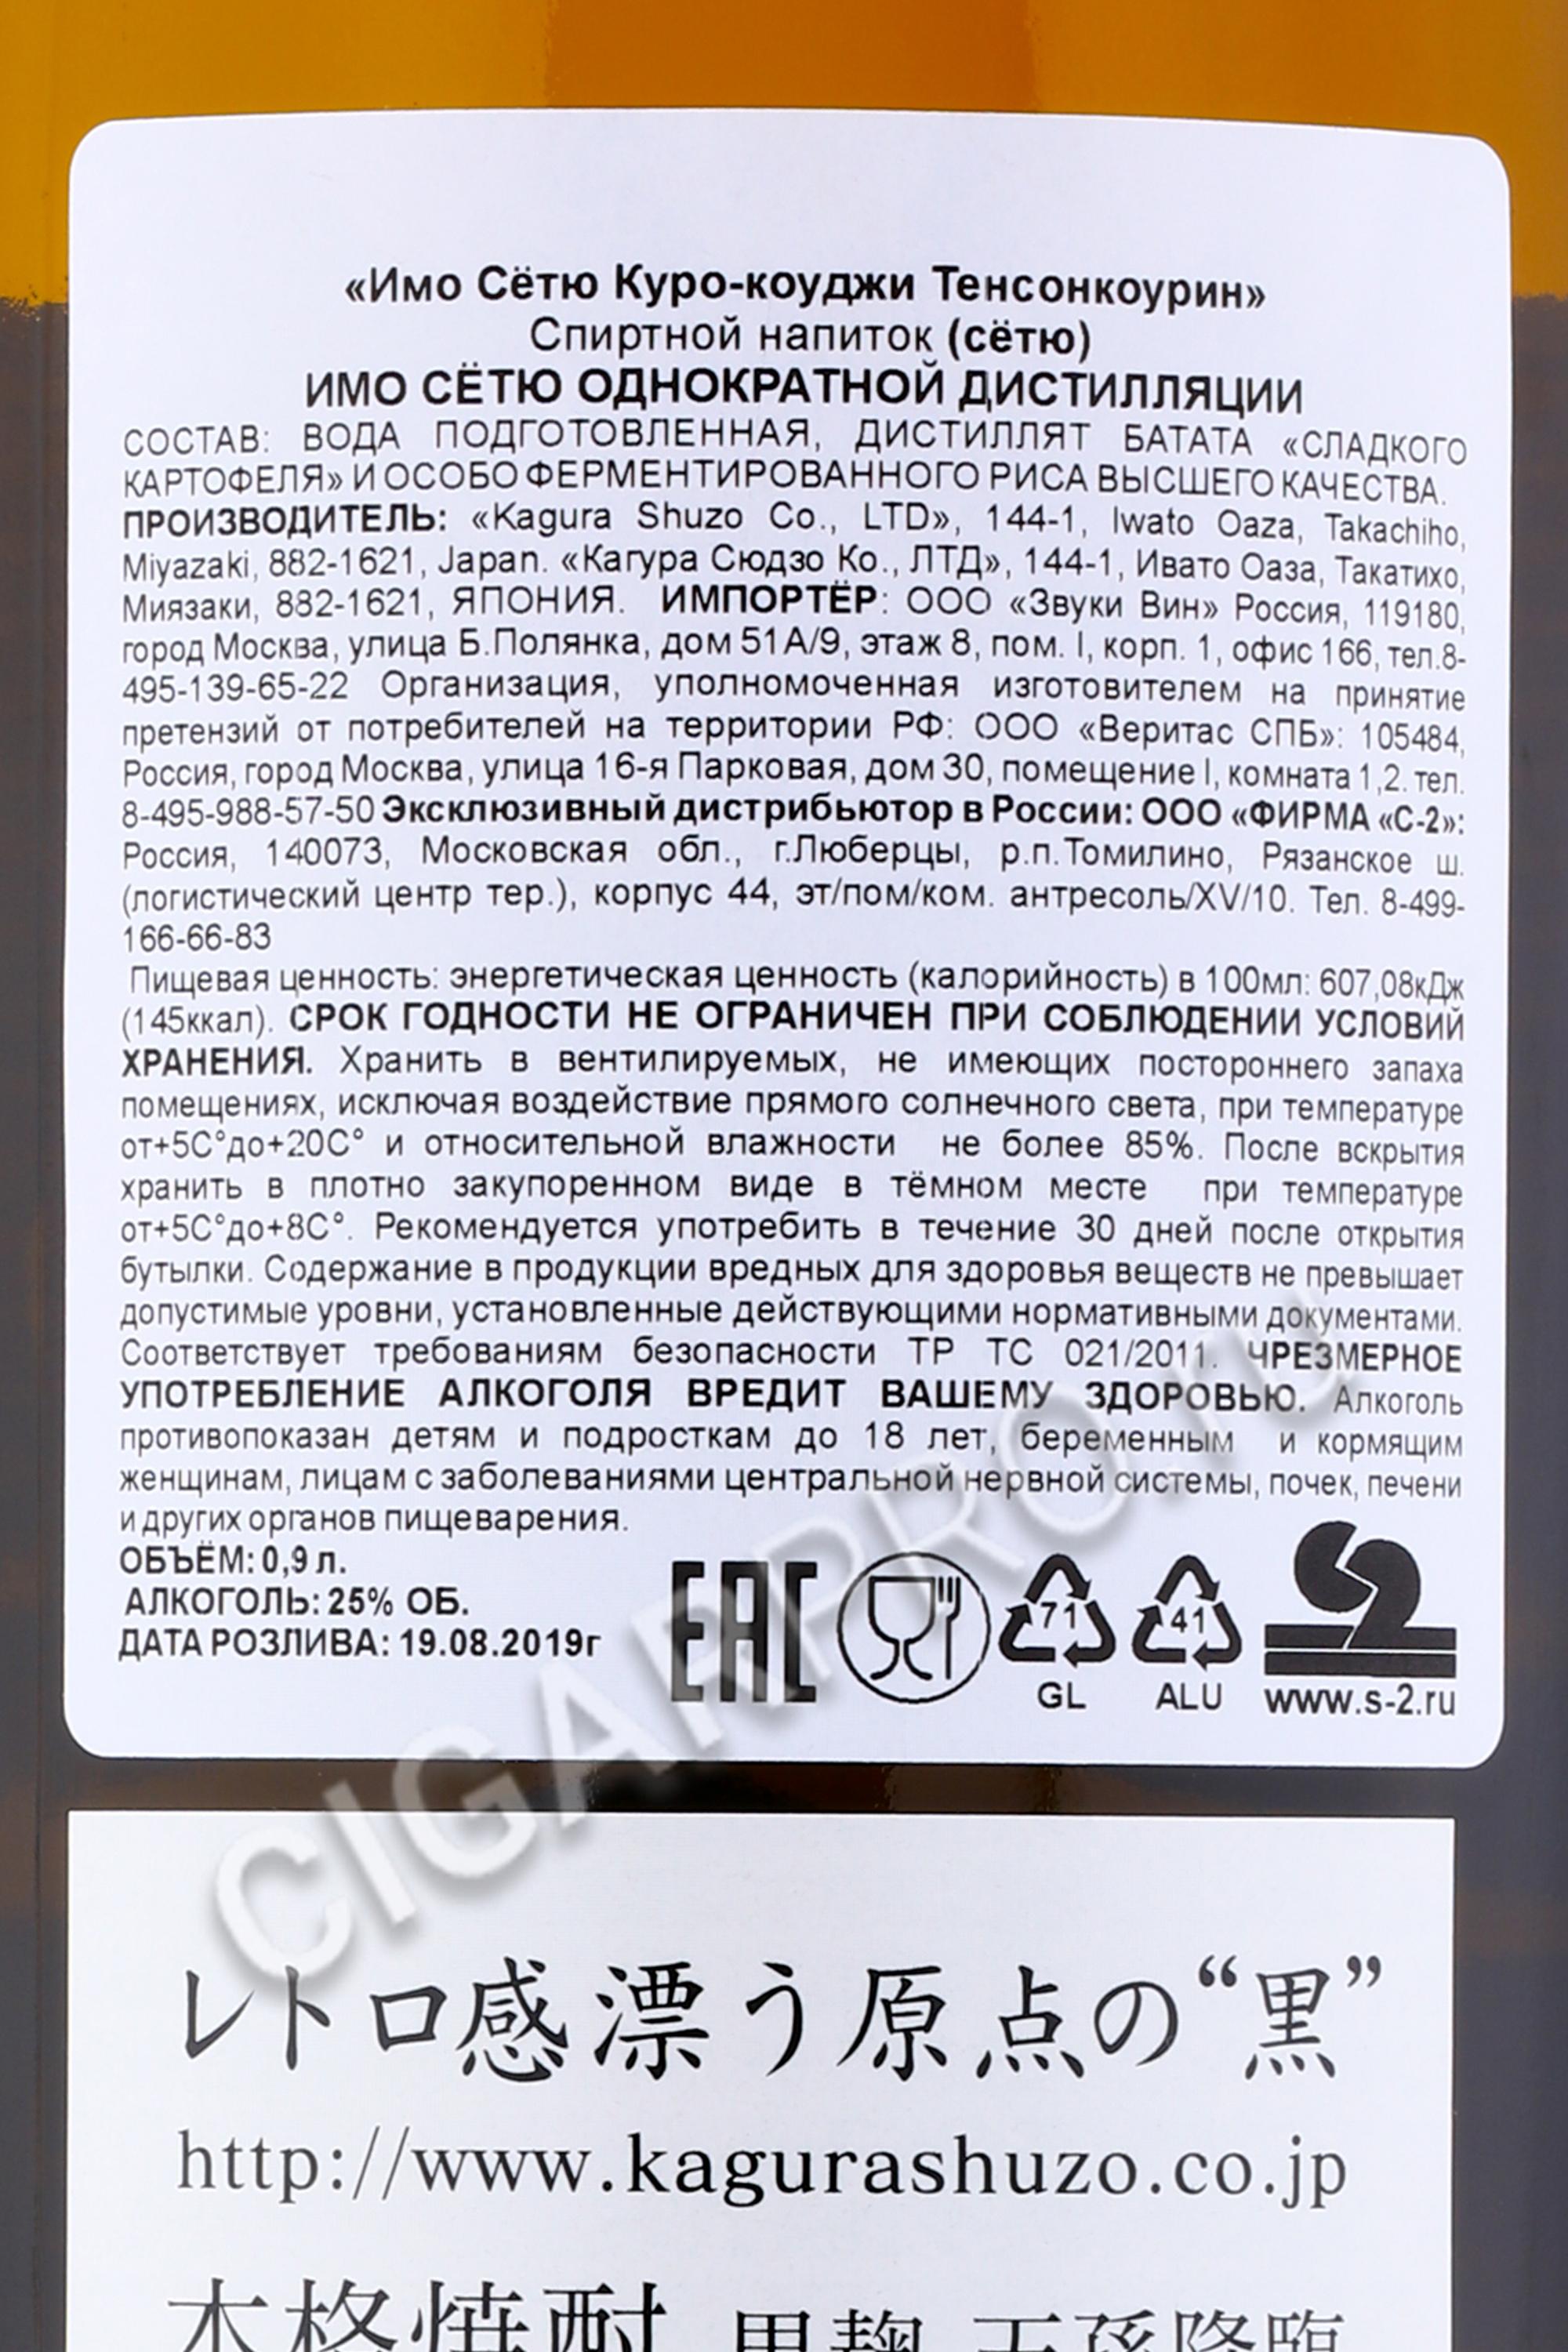 «Имо Сётю Куро-коуджи Тенсонкоурин»
Спиртной напиток (сётю)
ИМО СЁТЮ ОДНОКРАТНОЙ ДИСТИЛЛЯЦИИ
СОСТАВ: ВОДА ПОДГОТОВЛЕННАЯ, ДИСТИЛЛЯТ БАТАТА «СЛАДКОГО
КАРТОФЕЛЯ» И ОСОБО ФЕРМЕНТИРОВАННОГО РИСА ВЫСШЕГО КАЧЕСТВА.
ПРОИЗВОДИТЕЛЬ: «Kagura Shuzo Co., LTD», 144-1, Iwato Oaza, Takachiho,
Miyazaki, 882-1621, Japan. «Кагура Сюдзо Ко., ЛТД», 144-1, Ивато Оаза, Такатихо,
Миязаки, 882-1621, ЯПОНИЯ. ИМПОРТЁР: ООО «Звуки Вин» Россия, 119180,
город Москва, улица Б.Полянка, дом 51А/9, этаж 8, пом. I, корп. 1, офис 166, тел.8-
495-139-65-22 Организация, уполномоченная изготовителем на принятие
претензий от потребителей на территории РФ: ООО «Веритас СПБ»: 105484,
Россия, город Москва, улица 16-я Парковая, дом 30, помещение I, комната 1,2. тел.
8-495-988-57-50 Эксклюзивный дистрибьютор в России: ООО «ФИРМА «С-2»:
Россия, 140073, Московская обл., г.Люберцы, р.п.Томилино, Рязанское ш.
(логистический центр тер.), корпус 44, эт/пом/ком. антресоль/XV/10. Тел. 8-499-
166-66-83
Пищевая ценность: энергетическая ценность (калорийность) в 100мл: 607,08кДж
(145ккал). СРОК ГОДНОСТИ НЕ ОГРАНИЧЕН ПРИ СОБЛЮДЕНИИ УСЛОВИЙ
ХРАНЕНИЯ. Хранить в вентилируемых, не имеющих постороннего запаха
помещениях, исключая воздействие прямого солнечного света, при температуре
от+5С°до+20С° и относительной влажности не более 85%. После вскрытия
хранить в плотно закупоренном виде в тёмном месте при температуре
от+5С°до+8С°. Рекомендуется употребить в течение 30 дней после открытия
бутылки. Содержание в продукции вредных для здоровья веществ не превышает
допустимые уровни, установленные действующими нормативными документами.
Соответствует требованиям безопасности ТР ТС 021/2011. ЧРЕЗМЕРНОЕ
УПОТРЕБЛЕНИЕ АЛКОГОЛЯ ВРЕДИТ ВАШЕМУ ЗДОРОВЬЮ. Алкоголь
противопоказан детям и подросткам до 18 лет, беременным и кормящим
женщинам, лицам с заболеваниями центральной нервной системы, почек, печени
и других органов пищеварения.
ОБЪЁМ: 0,9 л.
АЛКОГОЛЬ: 25% ОБ.
ДАТА РОЗЛИВА: 19.08.2019г
EAC
71 41
GL ALU www.s-2.ru
CIGARPRO.ru
レトロ感漂う原点の“黒”
http://www.kagurashuzo.co.jp
本格焼酎 黒麹 天孫降臨